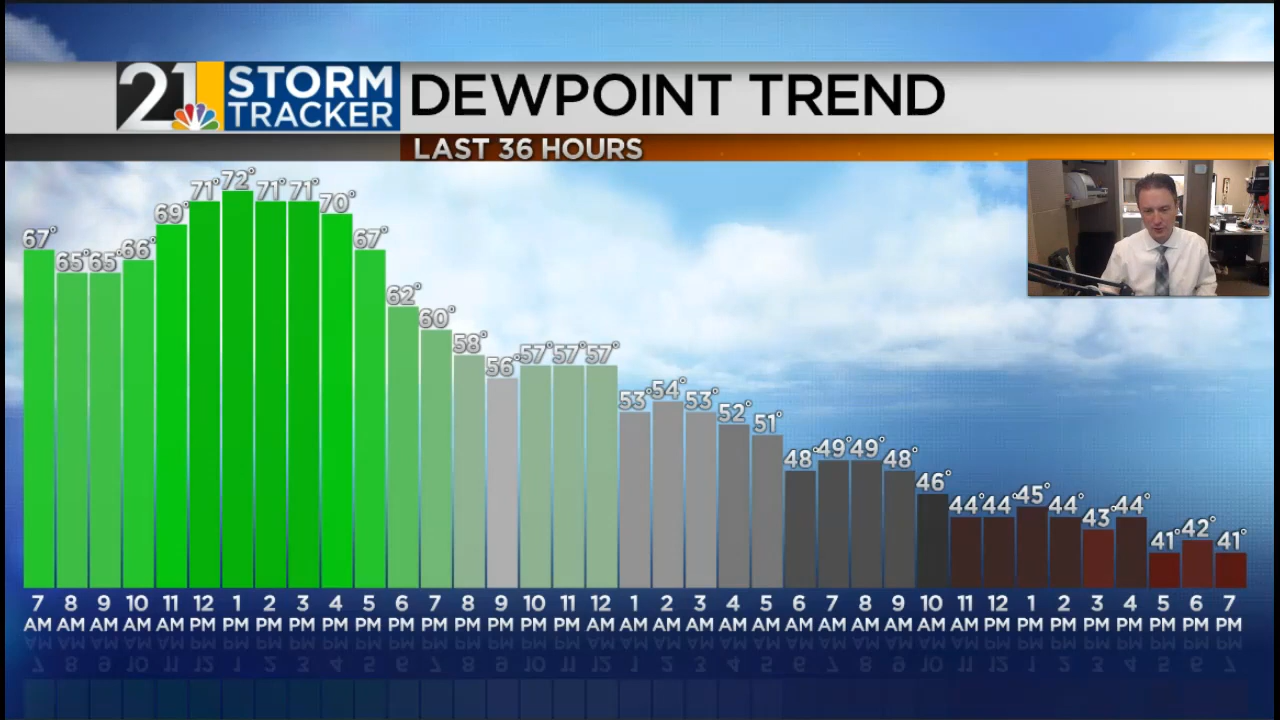 21 STORM TRACKER DEWPOINT TREND
LAST 36 HOURS
67° 65° 65° 66° 69° 71° 72° 71° 71° 70° 67° 62° 60° 58° 56° 57° 57° 57° 53° 54° 53° 52° 51° 48° 49° 49° 48° 46° 44° 44° 45° 44° 43° 44° 41° 42° 41°
7 8 9 10 11 12 1 2 3 4 5 6 7 8 9 10 11 12 1 2 3 4 5 6 7 8 9 10 11 12 1 2 3 4 5 6 7
AM AM AM AM AM PM PM PM PM PM PM PM PM PM PM PM PM AM AM AM AM AM AM AM AM AM AM AM AM PM PM PM PM PM PM PM PM